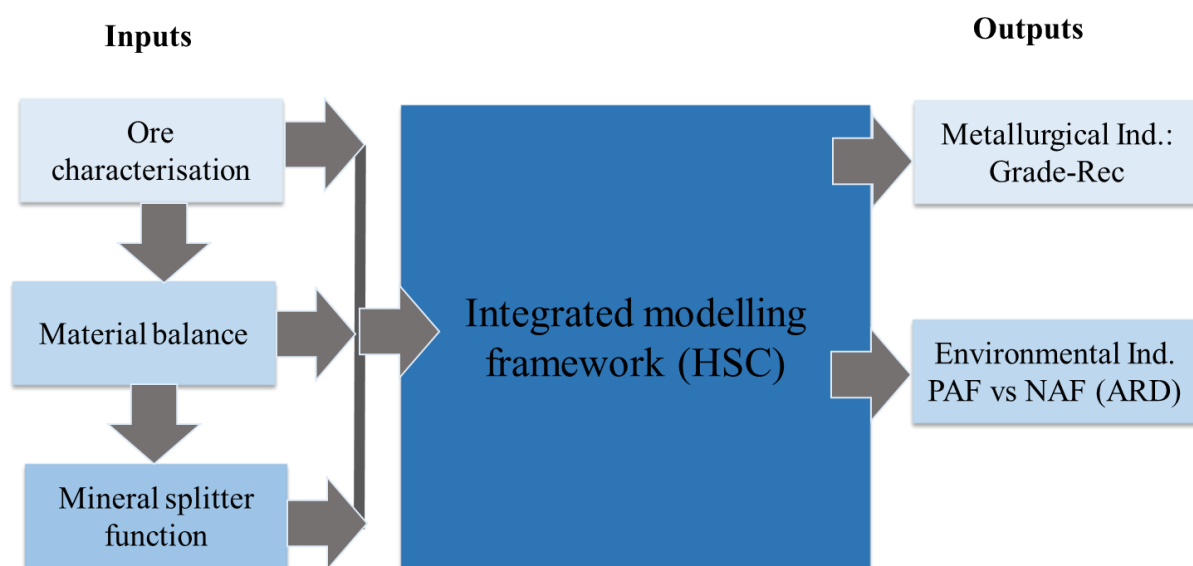 Inputs
Outputs
Ore
characterisation
Material balance
Mineral splitter
function
Integrated modelling
framework (HSC)
Metallurgical Ind.:
Grade-Rec
Environmental Ind.
PAF vs NAF (ARD)